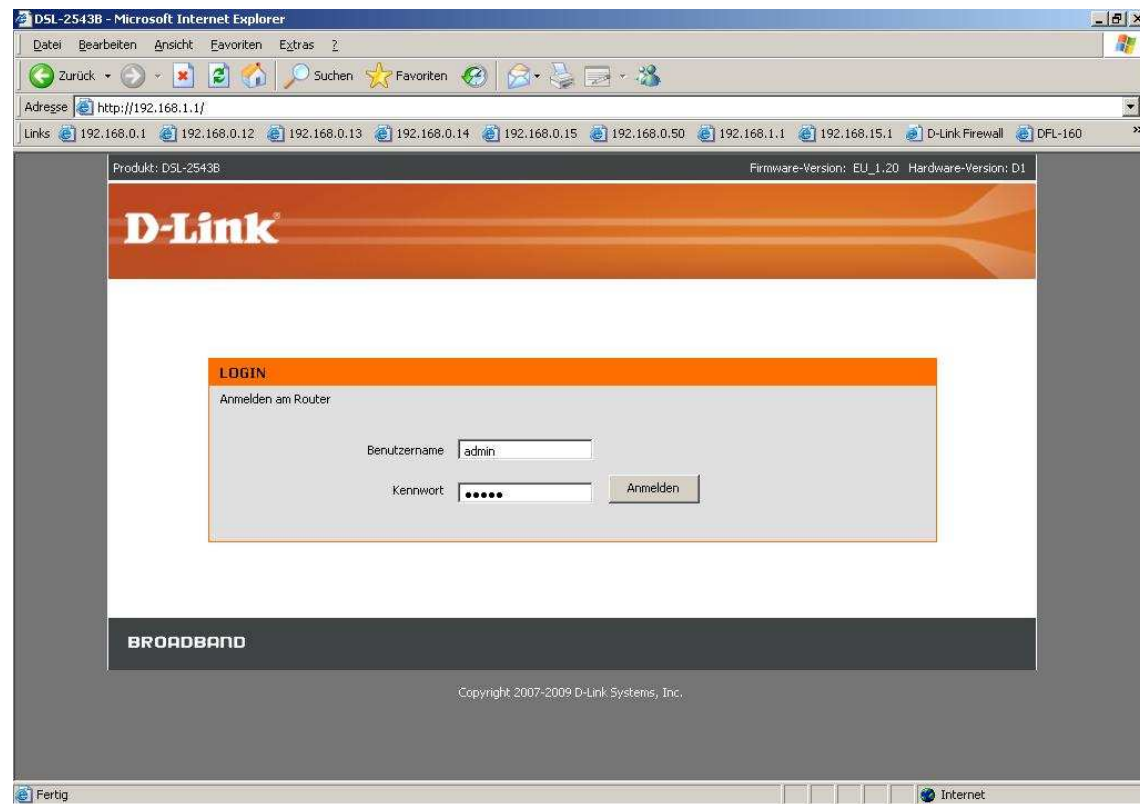 DSL-2543B - Microsoft Internet Explorer
Datei Bearbeiten Ansicht Favoriten Extras ?
Zurück Suchen Favoriten
Adresse http://192.168.1.1/
Links 192.168.0.1 192.168.0.12 192.168.0.13 192.168.0.14 192.168.0.15 192.168.0.50 192.168.1.1 192.168.15.1 D-Link Firewall DFL-160 »
Produkt: DSL-2543B Firmware-Version: EU_1.20 Hardware-Version: D1
D-Link®
LOGIN
Anmelden am Router
Benutzername admin
Kennwort ●●●●● Anmelden
BROADBAND
Copyright 2007-2009 D-Link Systems, Inc.
Fertig Internet